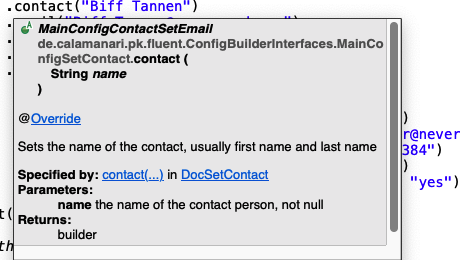 .contact("Biff Tannen")
MainConfigContactSetEmail
de.calamanari.pk.fluent.ConfigBuilderInterfaces.MainCo
nfigSetContact.contact (
String name
)
@Override
)
r@never
384")
)
"yes")
Sets the name of the contact, usually first name and last name
Specified by: contact(...) in DocSetContact
Parameters:
name the name of the contact person, not null
t(
Returns:
builder
th